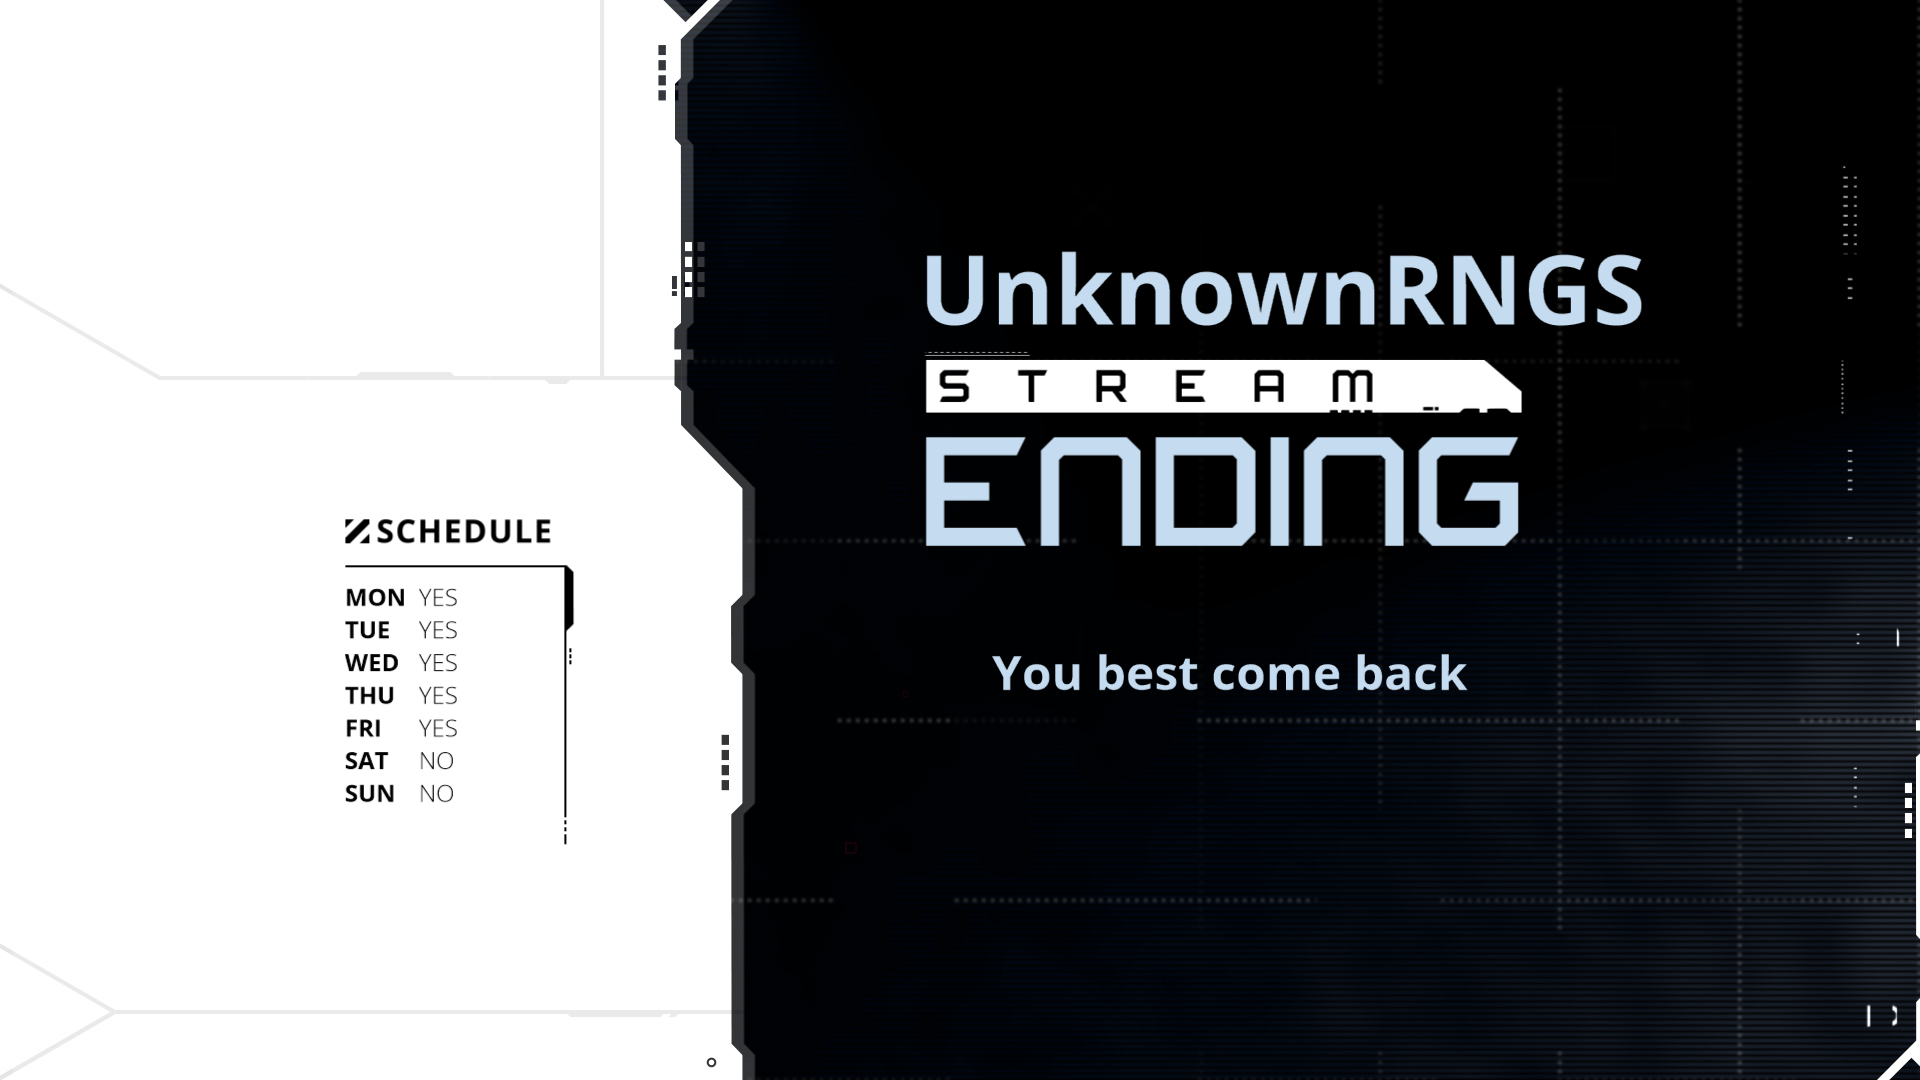 UnknownRNGS
STREAM
ENDING
You best come back
SCHEDULE
MON YES
TUE YES
WED YES
THU YES
FRI YES
SAT NO
SUN NO